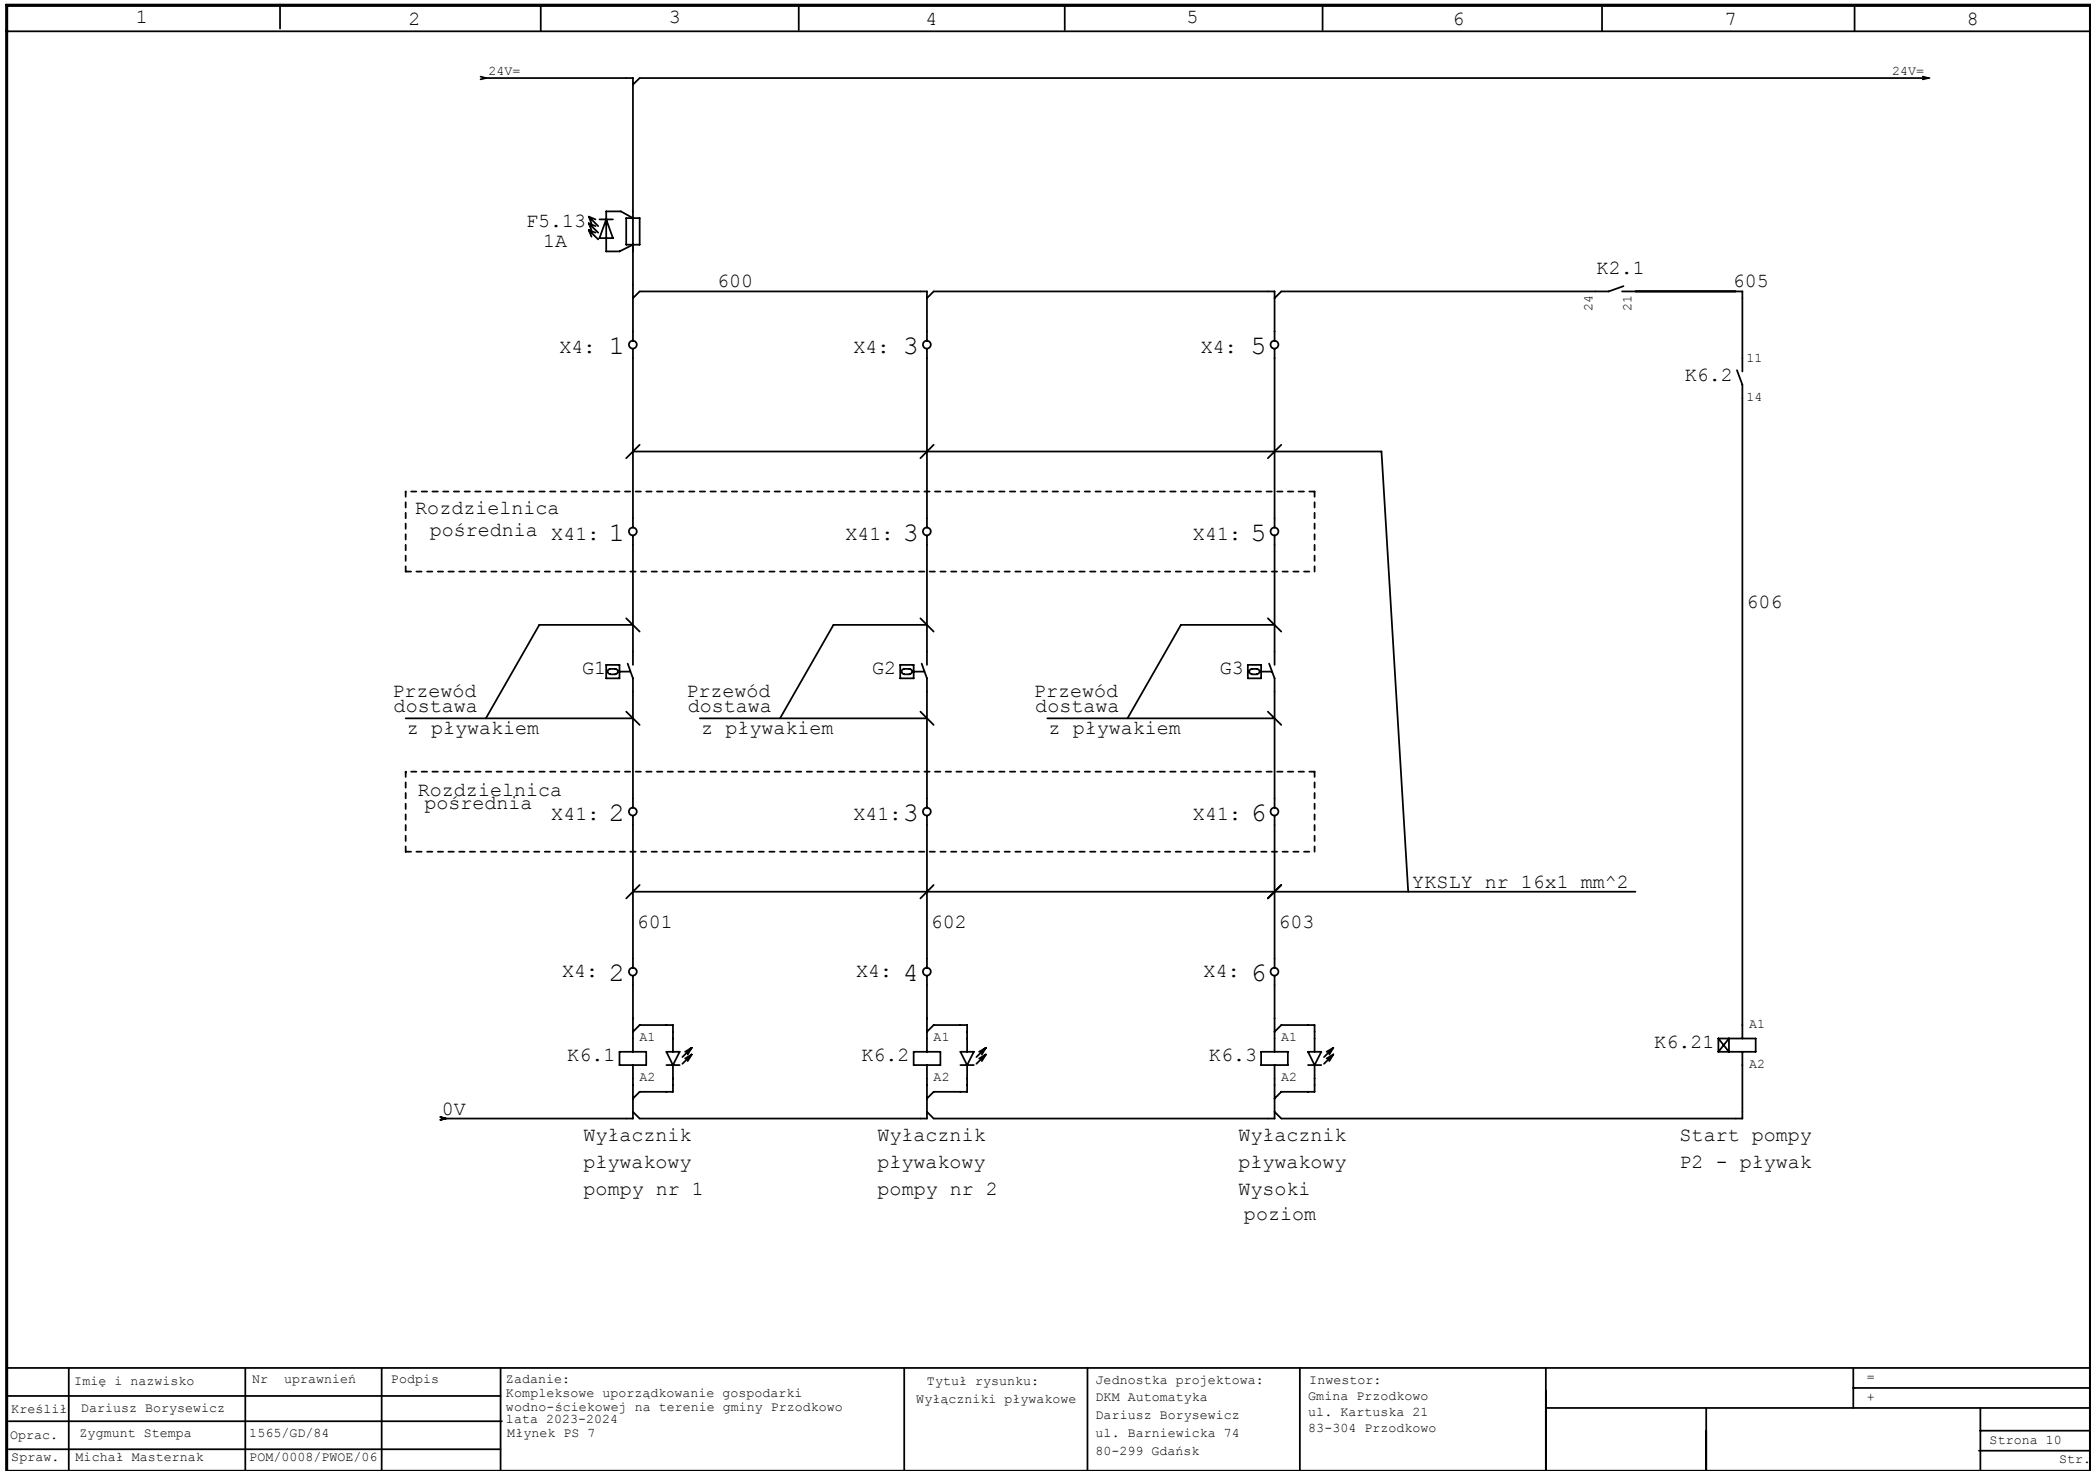 1 2 3 4 5 6 7 8
24V= 24V=
F5.13
1A
K2.1
600 605
24 21
X4: 1 X4: 3 X4: 5
11
K6.2
14
Rozdzielnica
pośrednia X41: 1 X41: 3 X41: 5
606
G1 G2 G3
Przewód Przewód Przewód
dostawa dostawa dostawa
z pływakiem z pływakiem z pływakiem
Rozdzielnica
pośrednia X41: 2 X41:3 X41: 6
YKSLY nr 16x1 mm^2
601 602 603
X4: 2 X4: 4 X4: 6
A1 A1 A1 A1
K6.1 K6.2 K6.3 K6.21
A2 A2 A2 A2
0V
Wyłacznik Wyłacznik Wyłacznik Start pompy
pływakowy pływakowy pływakowy P2 - pływak
pompy nr 1 pompy nr 2 Wysoki
poziom
Imię i nazwisko Nr uprawnień Podpis
Kreślił Dariusz Borysewicz
Oprac. Zygmunt Stempa 1565/GD/84
Spraw. Michał Masternak POM/0008/PWOE/06
Zadanie:
Kompleksowe uporządkowanie gospodarki
wodno-ściekowej na terenie gminy Przodkowo
lata 2023-2024
Młynek PS 7
Tytuł rysunku:
Wyłączniki pływakowe
Jednostka projektowa:
DKM Automatyka
Dariusz Borysewicz
ul. Barniewicka 74
80-299 Gdańsk
Inwestor:
Gmina Przodkowo
ul. Kartuska 21
83-304 Przodkowo
=
+
Strona 10
Str.